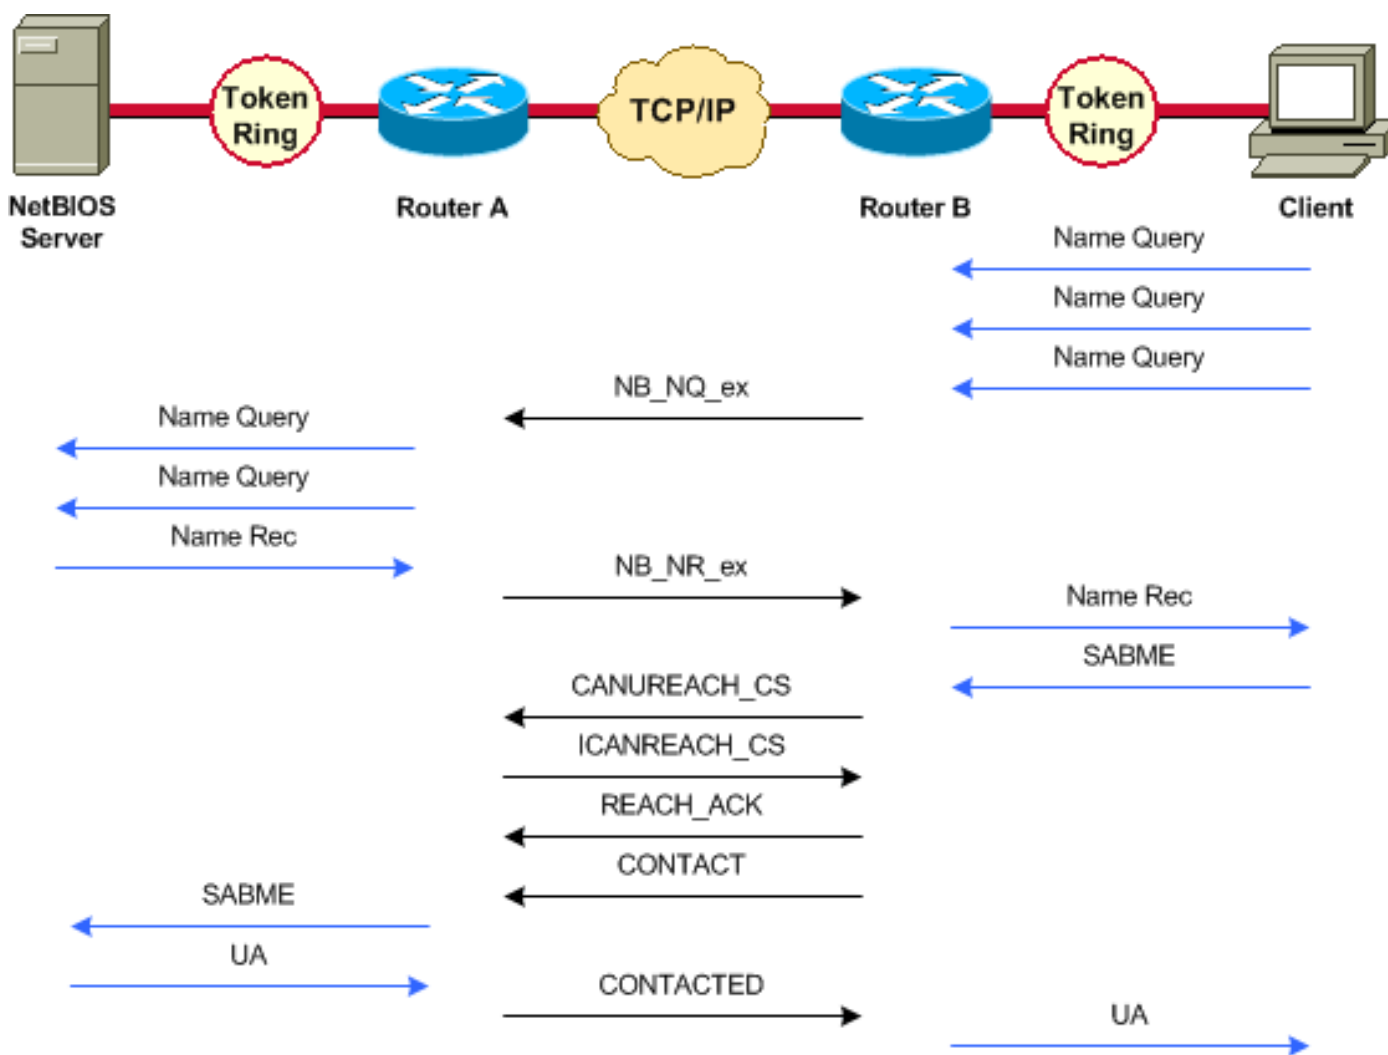 Token
Ring
TCP/IP
Token
Ring
NetBIOS
Server
Router A
Router B
Client
Name Query
Name Query
Name Query
NB_NQ_ex
Name Query
Name Query
Name Rec
NB_NR_ex
Name Rec
SABME
CANUREACH_CS
ICANREACH_CS
REACH_ACK
CONTACT
SABME
UA
CONTACTED
UA